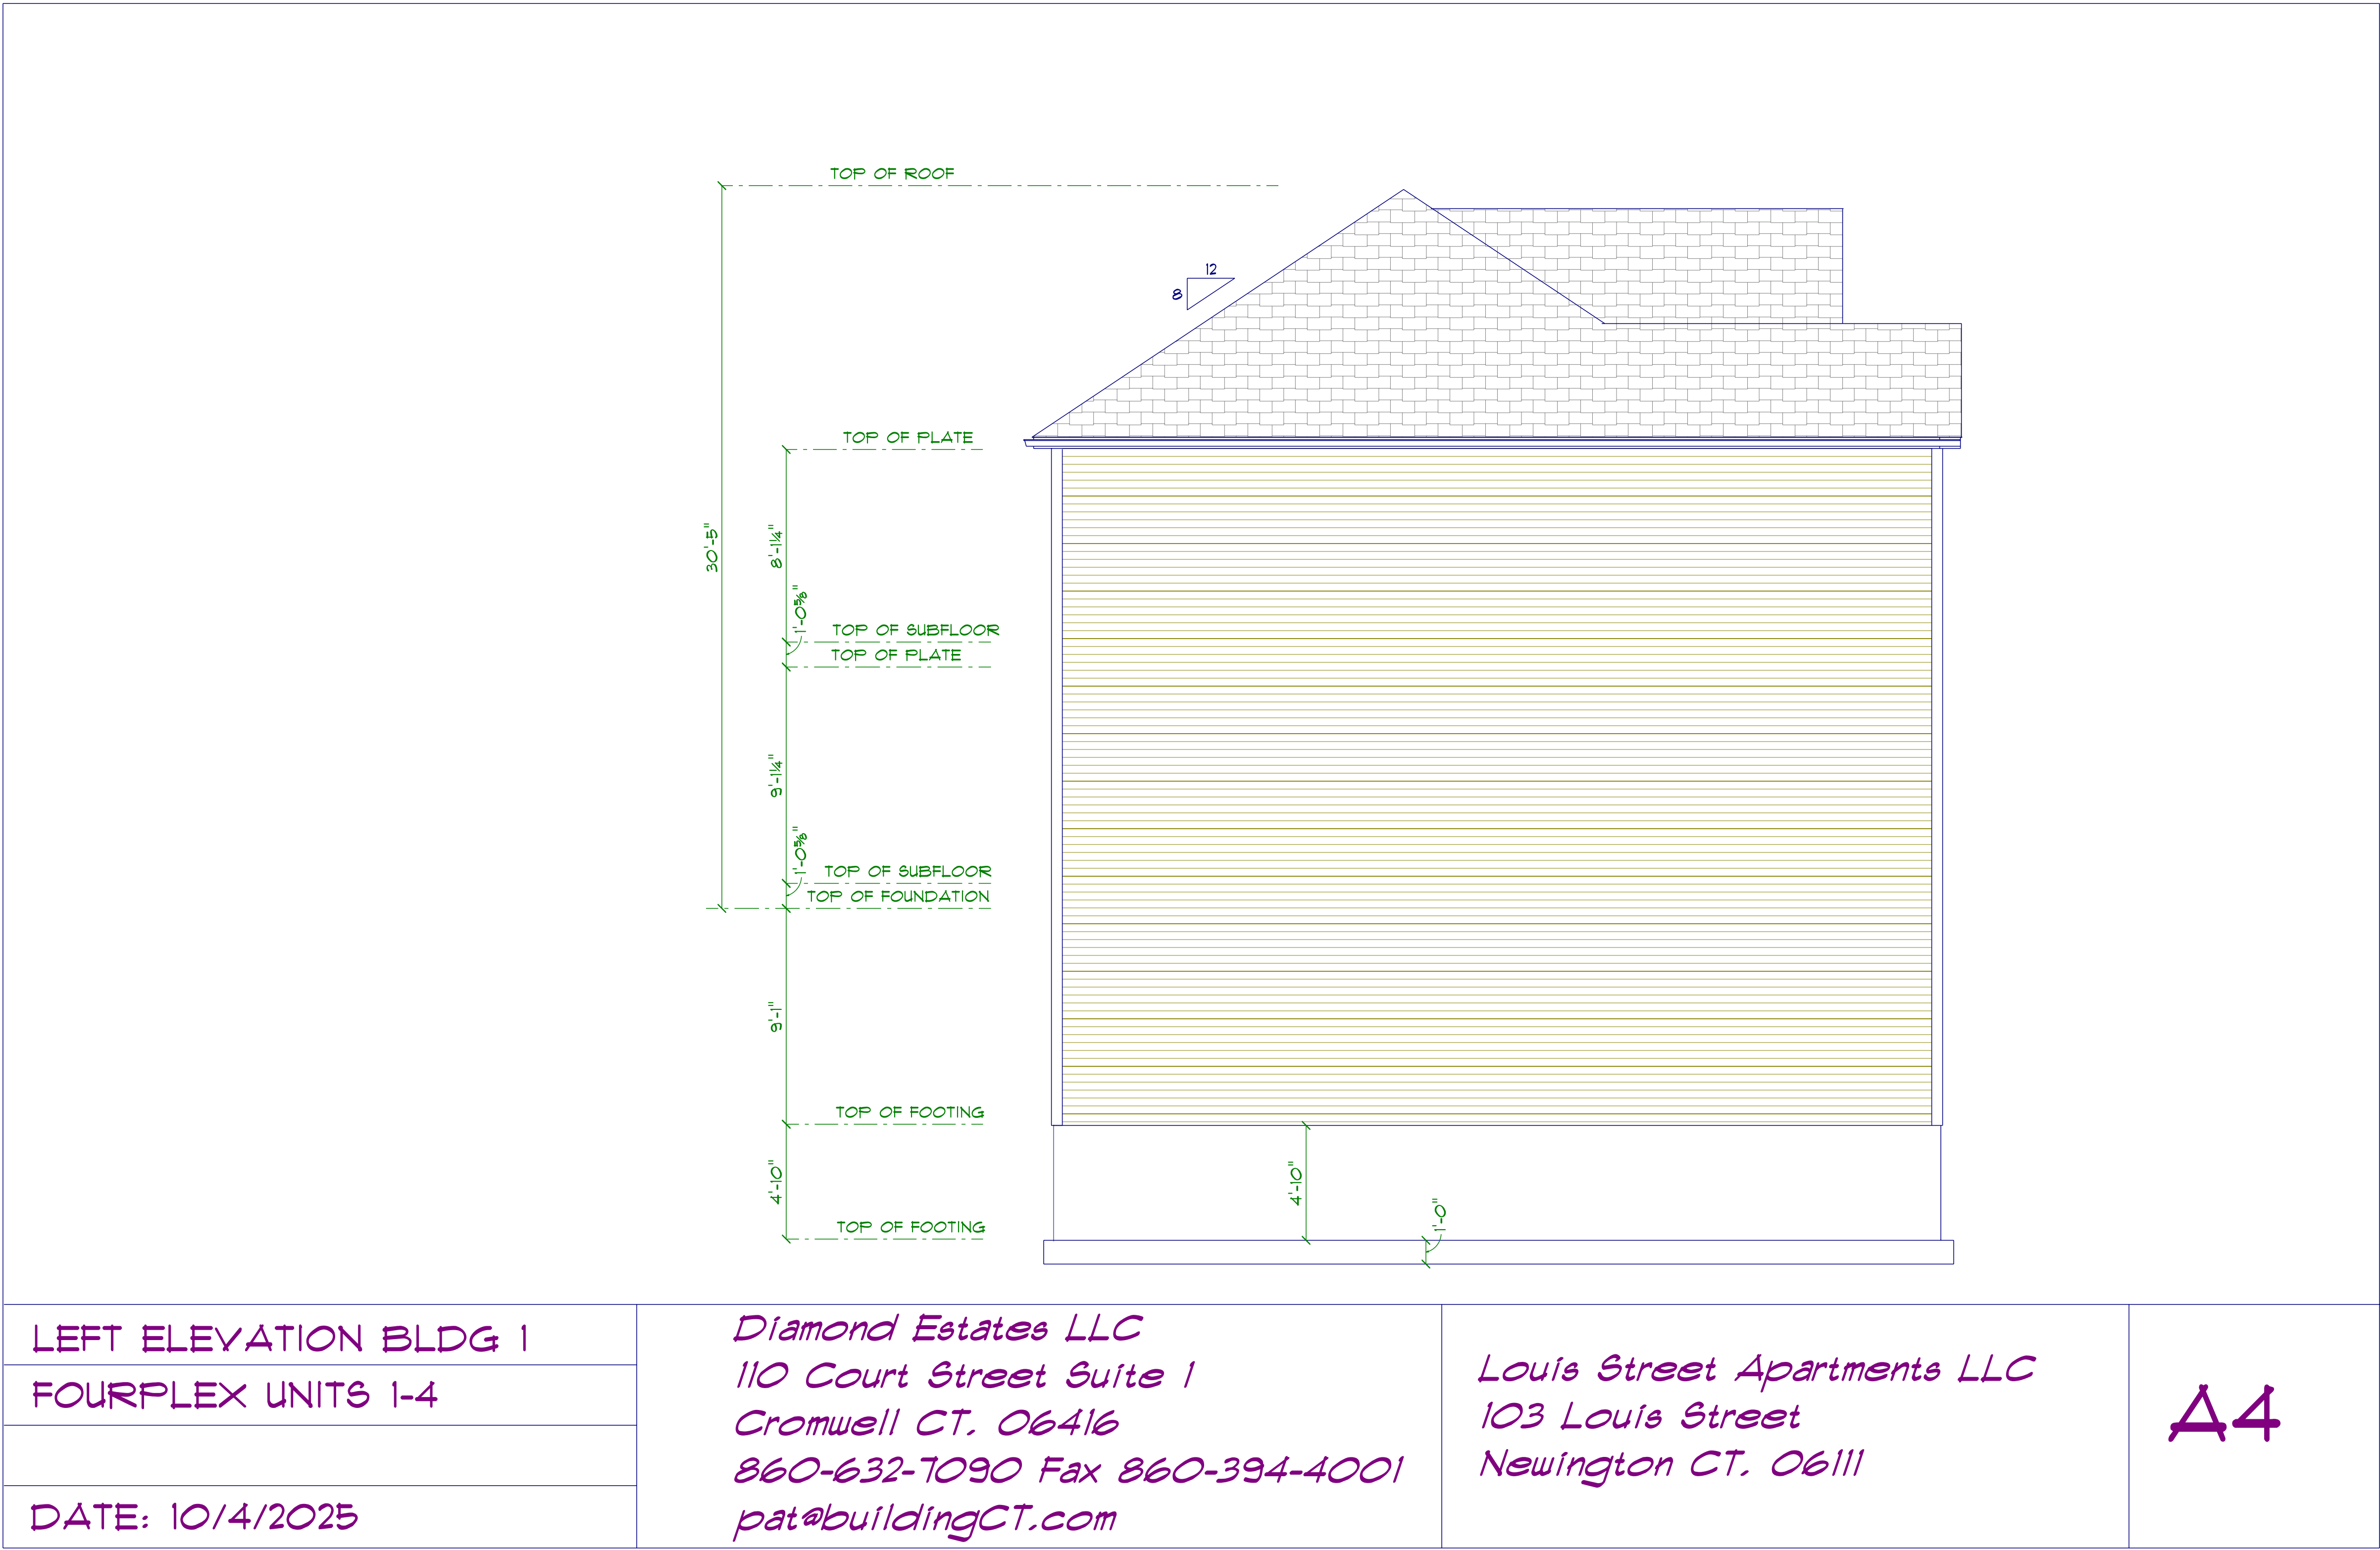 TOP OF ROOF
12
8
TOP OF PLATE
30'-5"
8'-1¼"
1'-0⅝"
TOP OF SUBFLOOR
TOP OF PLATE
9'-1¼"
1'-0⅝"
TOP OF SUBFLOOR
TOP OF FOUNDATION
9'-1"
TOP OF FOOTING
4'-10"
4'-10"
1'-0"
TOP OF FOOTING
LEFT ELEVATION BLDG 1
FOURPLEX UNITS 1-4
DATE: 10/4/2025
Diamond Estates LLC
110 Court Street Suite 1
Cromwell CT. 06416
860-632-7090 Fax 860-394-4001
pat@buildingCT.com
Louis Street Apartments LLC
103 Louis Street
Newington CT. 06111
A4